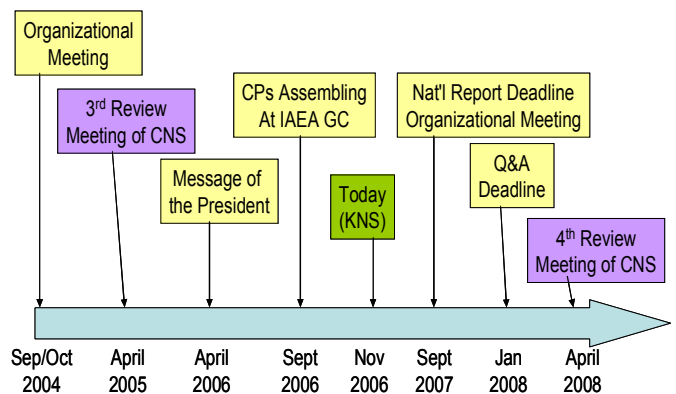 Organizational
Meeting
3rd Review
Meeting of CNS
Message of
the President
CPs Assembling
At IAEA GC
Today
(KNS)
Nat'l Report Deadline
Organizational Meeting
Q&A
Deadline
4th Review
Meeting of CNS
Sep/Oct
2004
April
2005
April
2006
Sept
2006
Nov
2006
Sept
2007
Jan
2008
April
2008